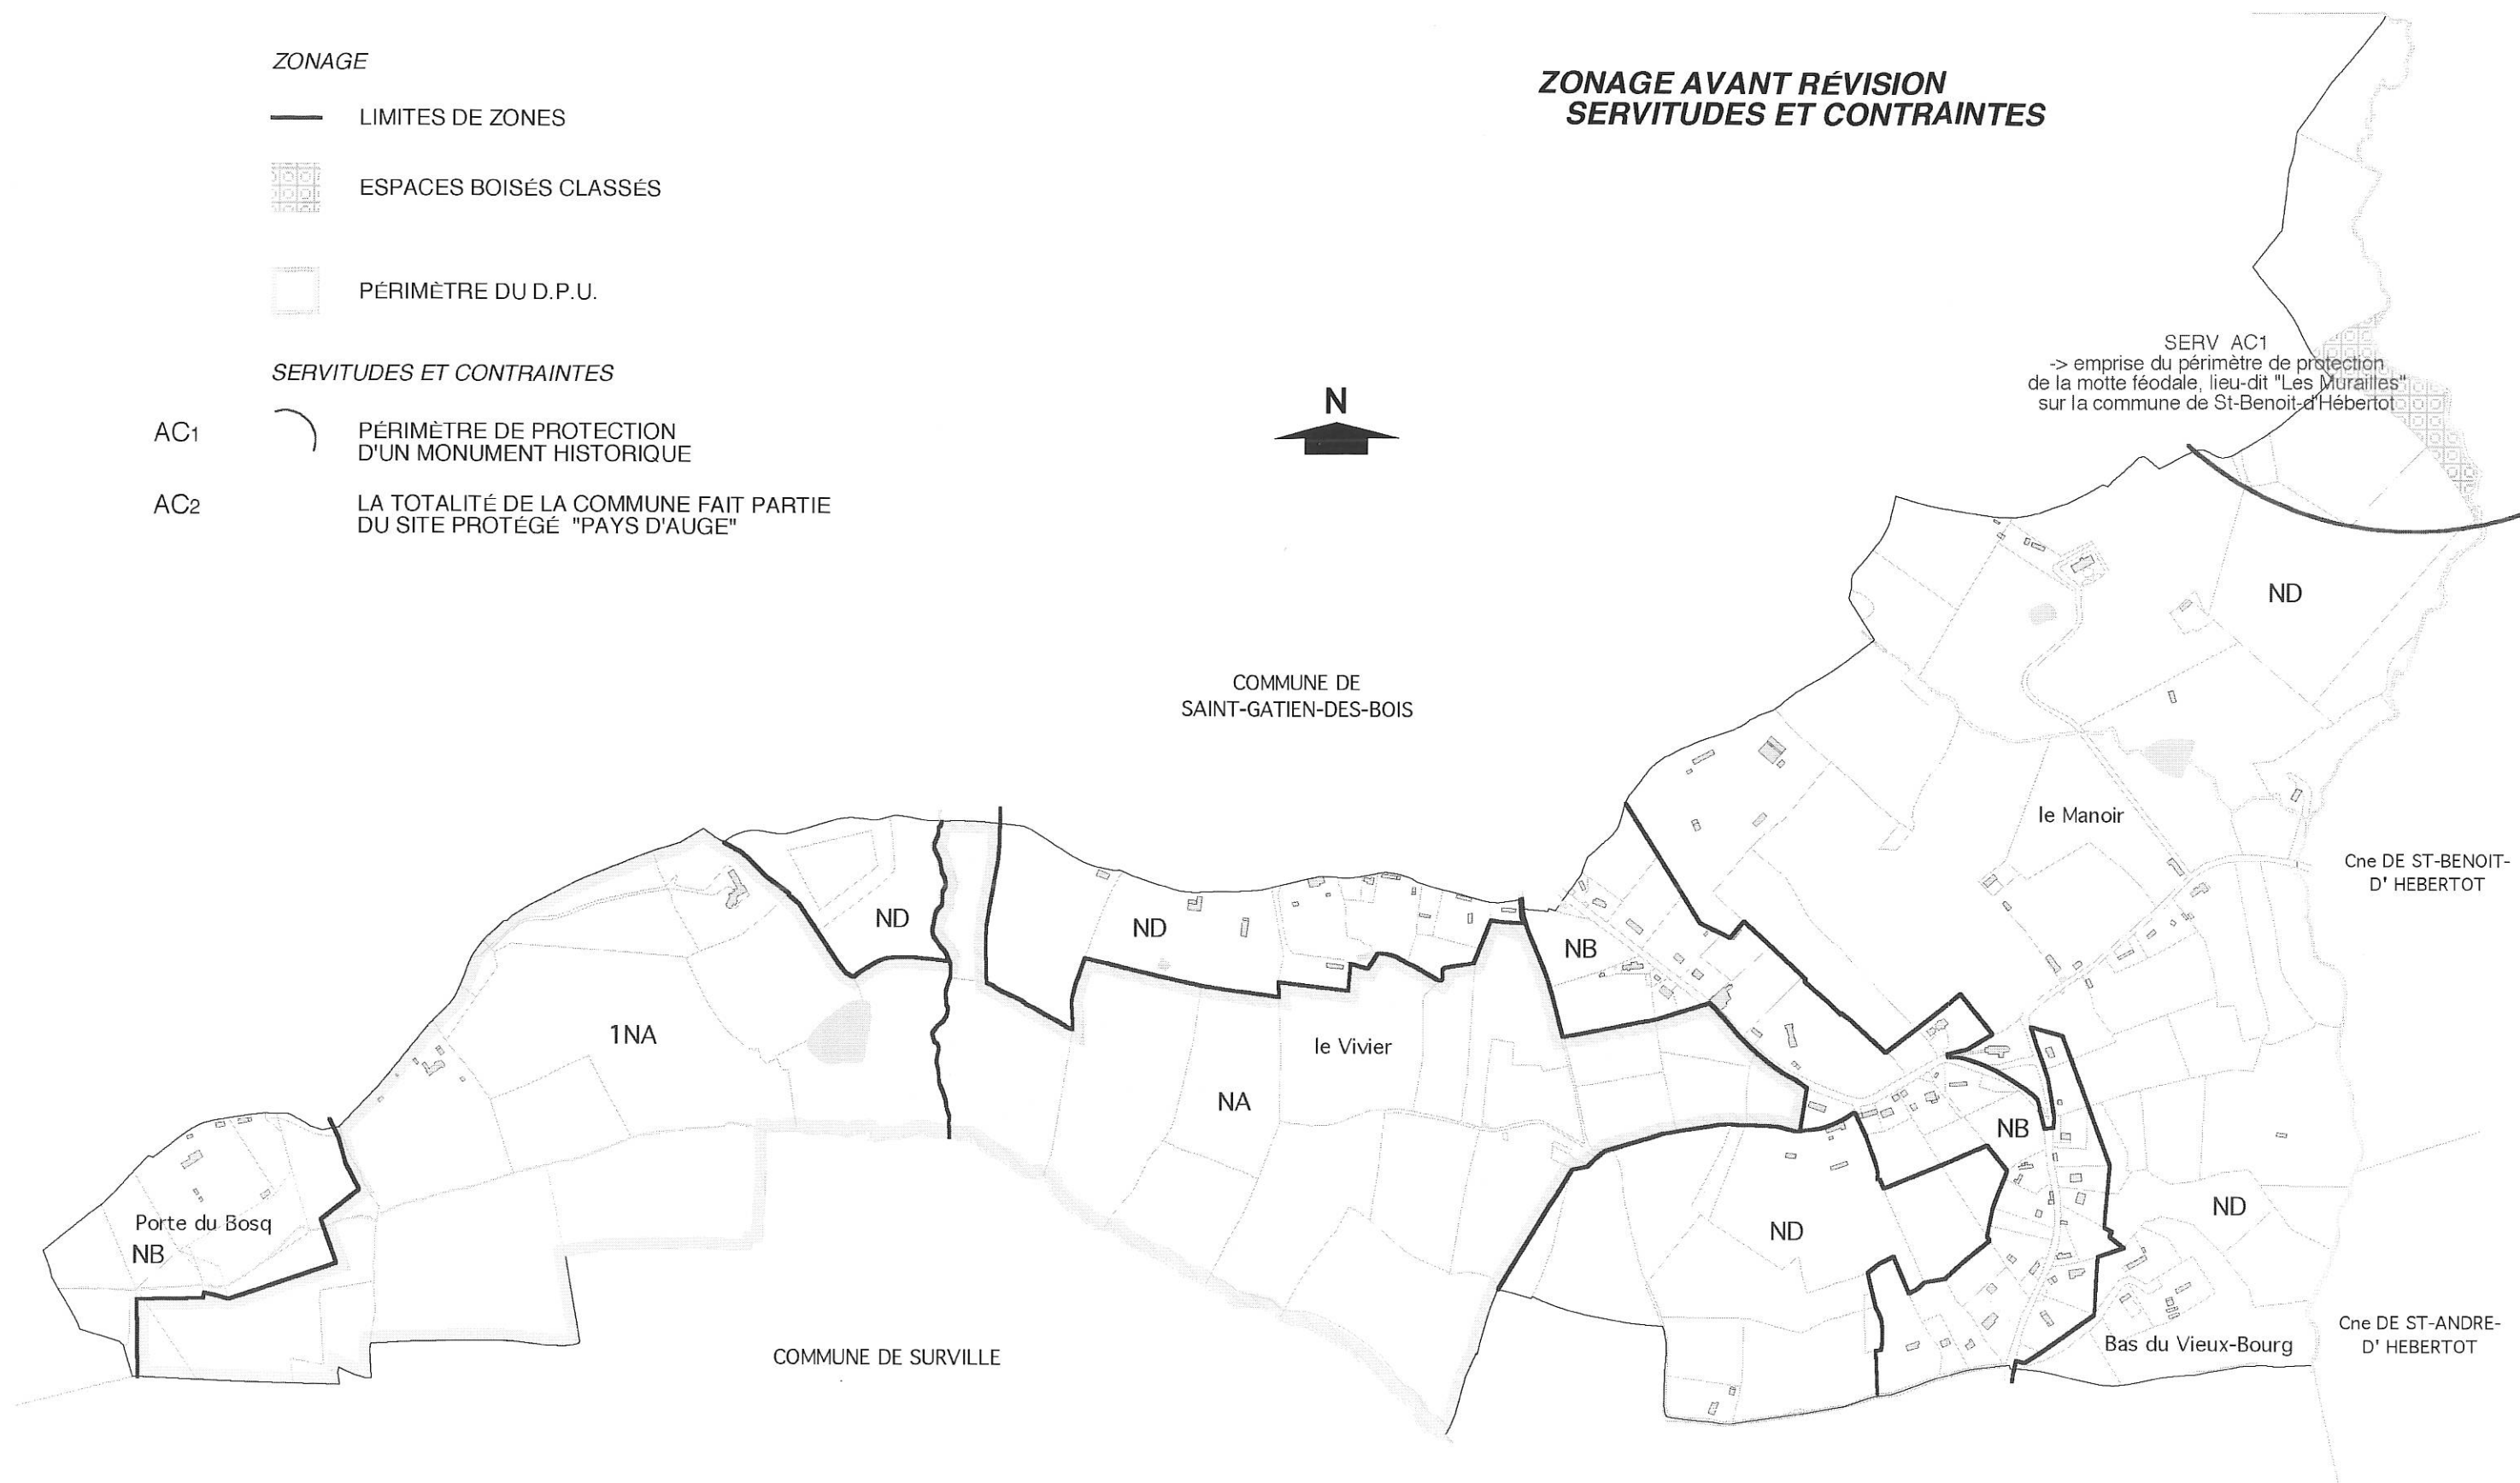 ZONAGE
LIMITES DE ZONES
ESPACES BOISÉS CLASSÉS
PÉRIMÈTRE DU D.P.U.
SERVITUDES ET CONTRAINTES
AC1
PÉRIMÈTRE DE PROTECTION
D'UN MONUMENT HISTORIQUE
AC2
LA TOTALITÉ DE LA COMMUNE FAIT PARTIE
DU SITE PROTÉGÉ "PAYS D'AUGE"
ZONAGE AVANT RÉVISION
SERVITUDES ET CONTRAINTES
N
SERV AC1
-> emprise du périmètre de protection
de la motte féodale, lieu-dit "Les Murailles"
sur la commune de St-Benoit-d'Hébertot
ND
COMMUNE DE
SAINT-GATIEN-DES-BOIS
le Manoir
Cne DE ST-BENOIT-
D' HEBERTOT
ND
ND
NB
1NA
le Vivier
NA
NB
Porte du Bosq
NB
ND
ND
COMMUNE DE SURVILLE
Bas du Vieux-Bourg
Cne DE ST-ANDRE-
D' HEBERTOT